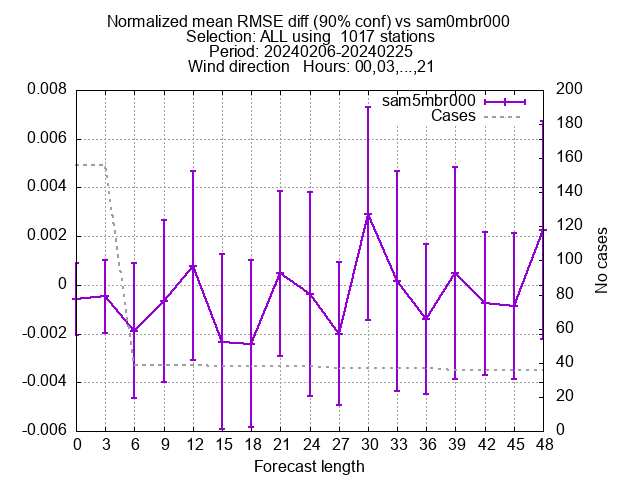 Normalized mean RMSE diff (90% conf) vs sam0mbr000
Selection: ALL using  1017 stations
Period: 20240206-20240225
Wind direction   Hours: 00,03,...,21
sam5mbr000
Cases
0.008
0.006
0.004
0.002
0
-0.002
-0.004
-0.006
200
180
160
140
120
100
80
60
40
20
0
No cases
0 3 6 9 12 15 18 21 24 27 30 33 36 39 42 45 48
Forecast length